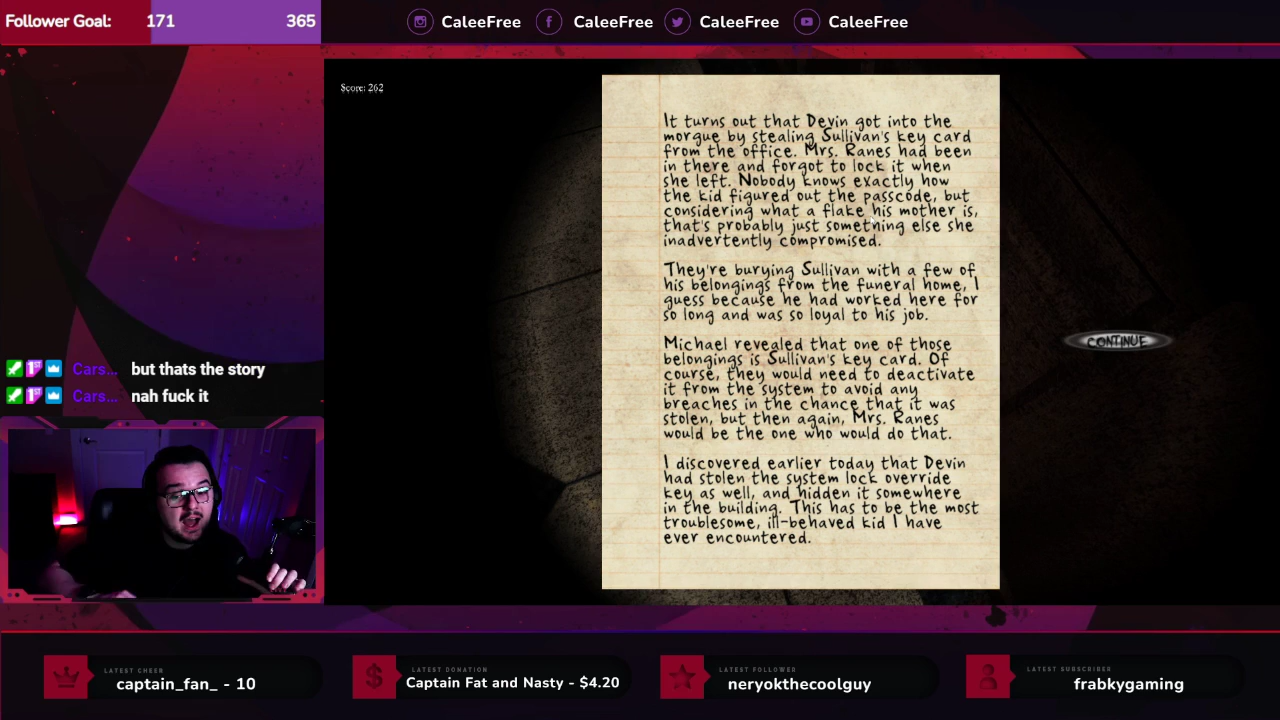 Follower Goal: 171 365
CaleeFree CaleeFree CaleeFree CaleeFree
Score: 262
It turns out that Devin got into the
morgue by stealing Sullivan's key card
from the office. Mrs. Ranes had been
in there and forgot to lock it when
she left. Nobody knows exactly how
the kid figured out the passcode, but
considering what a flake his mother is,
that's probably just something else she
inadvertently compromised.
They're burying Sullivan with a few of
his belongings from the funeral home, I
guess because he had worked here for
so long and was so loyal to his job.
Michael revealed that one of those
belongings is Sullivan's key card. Of
course, they would need to deactivate
it from the system to avoid any
breaches in the chance that it was
stolen, but then again, Mrs. Ranes
would be the one who would do that.
I discovered earlier today that Devin
had stolen the system lock override
key as well, and hidden it somewhere
in the building. This has to be the most
troublesome, ill-behaved kid I have
ever encountered.
CONTINUE
Cars... but thats the story
Cars... nah fuck it
LATEST CHEER
captain_fan_ - 10
LATEST DONATION
Captain Fat and Nasty - $4.20
LATEST FOLLOWER
neryokthecoolguy
LATEST SUBSCRIBER
frabkygaming